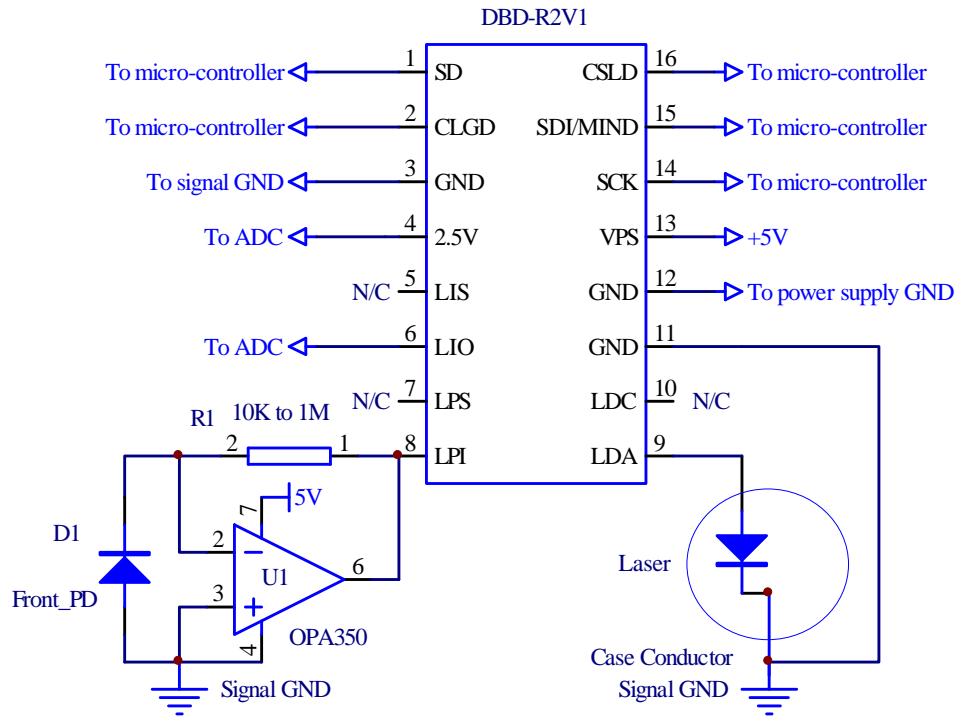 DBD-R2V1
To micro-controller 1 SD CSLD 16 To micro-controller
To micro-controller 2 CLGD SDI/MIND 15 To micro-controller
To signal GND 3 GND SCK 14 To micro-controller
To ADC 4 2.5V VPS 13 +5V
N/C 5 LIS GND 12 To power supply GND
To ADC 6 LIO GND 11
N/C 7 LPS LDC 10 N/C
R1 10K to 1M
2 1 8 LPI LDA 9
7 5V
D1 2
U1 6 Laser
Front_PD 3
4 OPA350
Case Conductor
Signal GND Signal GND